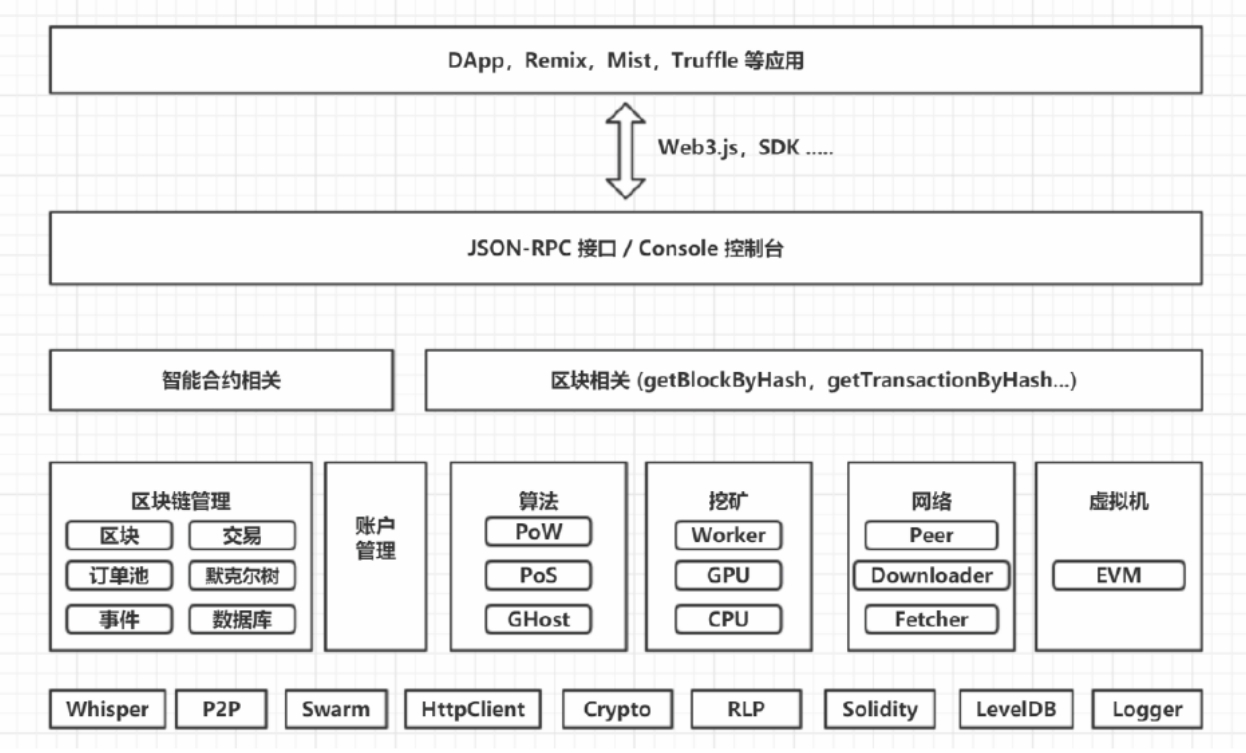 DApp，Remix，Mist，Truffle 等应用
Web3.js，SDK .....
JSON-RPC 接口 / Console 控制台
智能合约相关
区块相关 (getBlockByHash，getTransactionByHash...)
区块链管理
区块
交易
订单池
默克尔树
事件
数据库
账户
管理
算法
PoW
PoS
GHost
挖矿
Worker
GPU
CPU
网络
Peer
Downloader
Fetcher
虚拟机
EVM
Whisper
P2P
Swarm
HttpClient
Crypto
RLP
Solidity
LevelDB
Logger